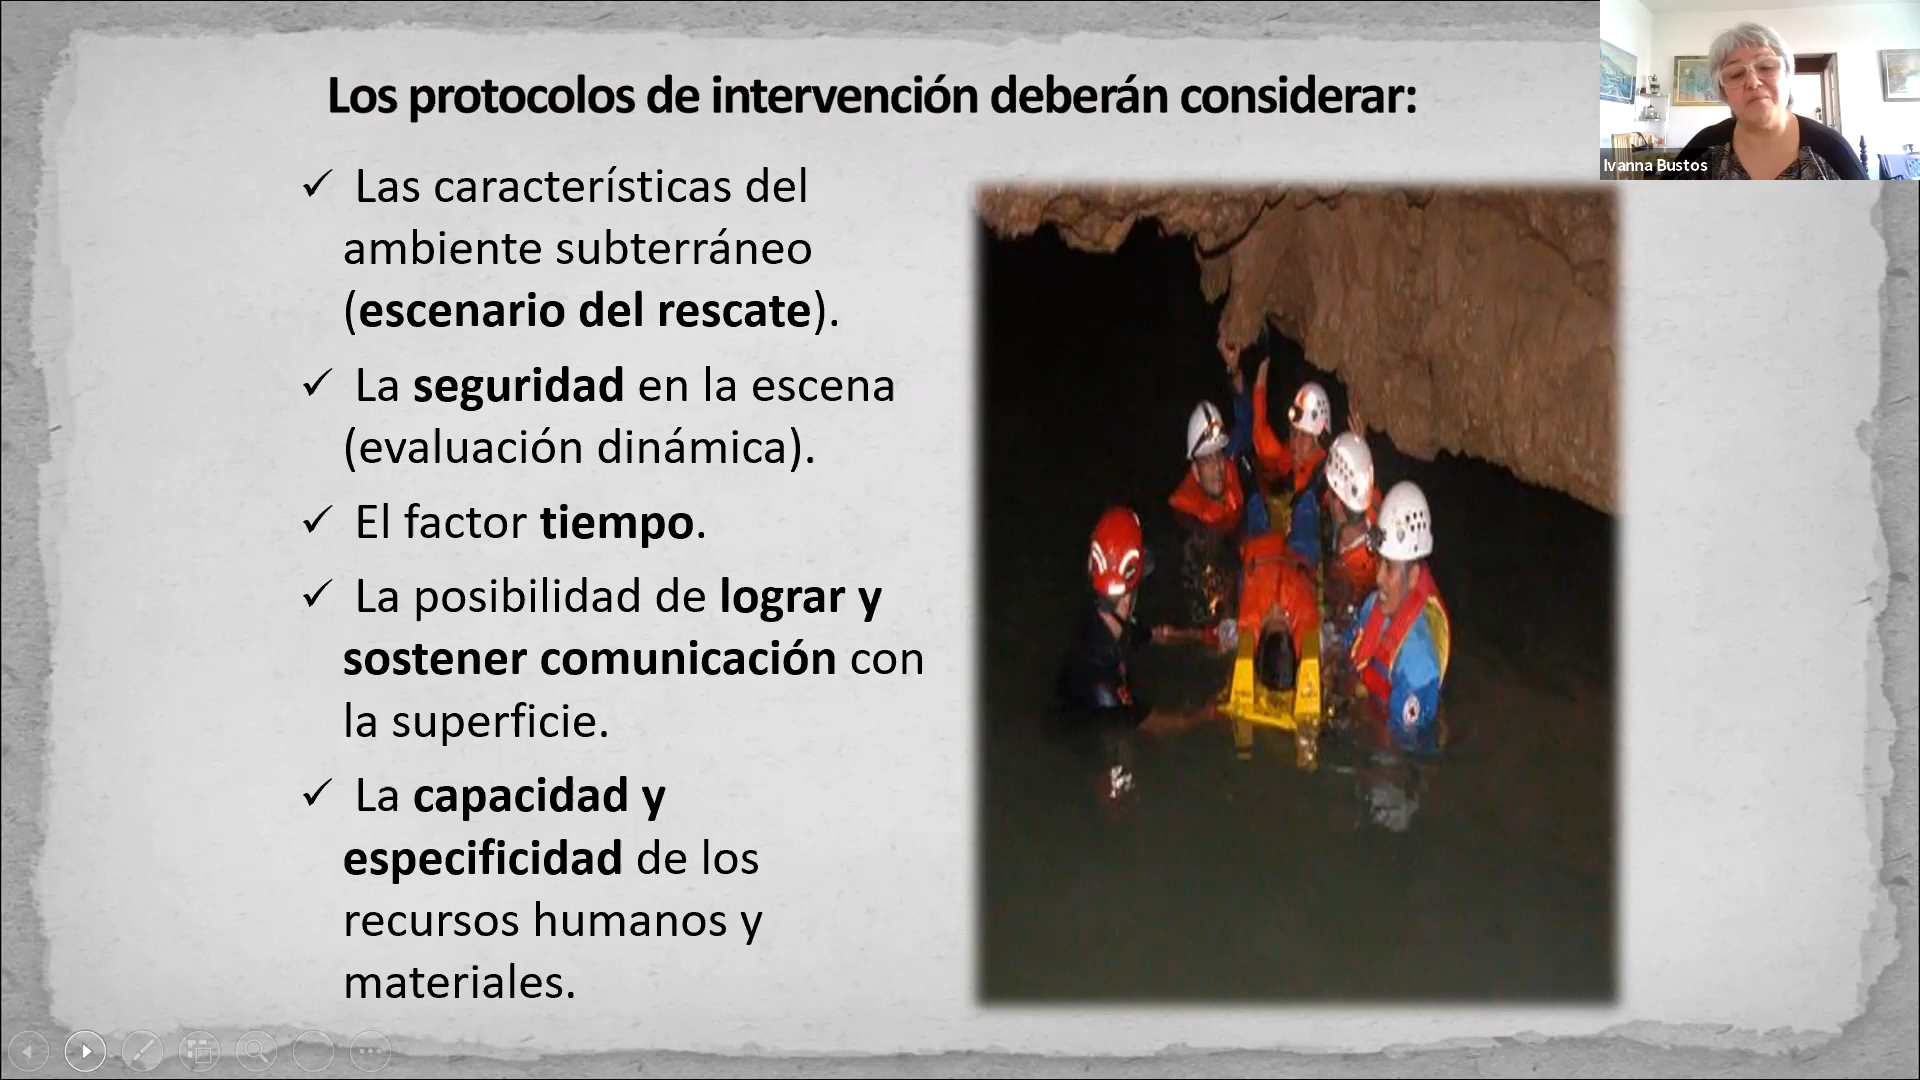 Los protocolos de intervención deberán considerar:
Ivanna Bustos
✓ Las características del
ambiente subterráneo
(escenario del rescate).
✓ La seguridad en la escena
(evaluación dinámica).
✓ El factor tiempo.
✓ La posibilidad de lograr y
sostener comunicación con
la superficie.
✓ La capacidad y
especificidad de los
recursos humanos y
materiales.